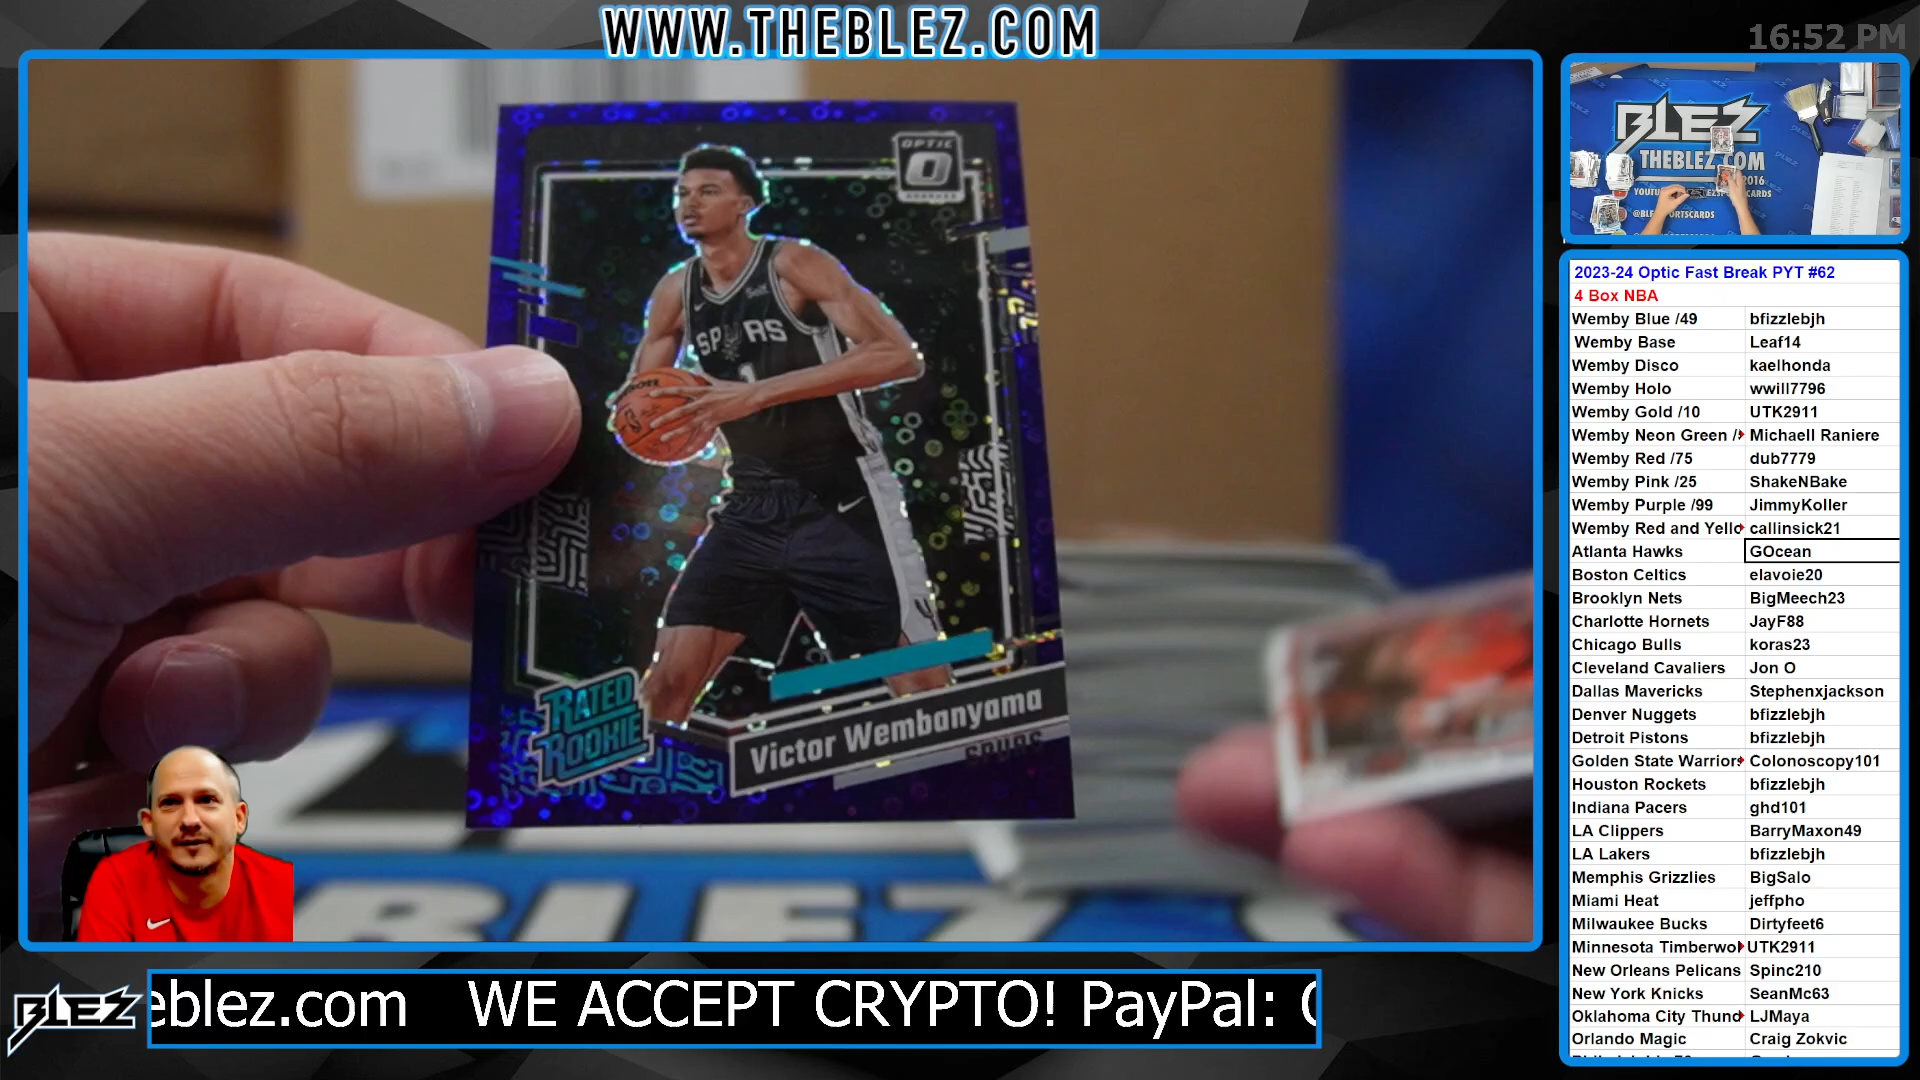 WWW.THEBLEZ.COM
16:52 PM
OPTIC
SPURS
RATED ROOKIE
Victor Wembanyama
SPURS
BLEZ
THEBLEZ.COM
2023-24 Optic Fast Break PYT #62
4 Box NBA
Wemby Blue /49 bfizzlebjh
Wemby Base Leaf14
Wemby Disco kaelhonda
Wemby Holo wwill7796
Wemby Gold /10 UTK2911
Wemby Neon Green / Michaell Raniere
Wemby Red /75 dub7779
Wemby Pink /25 ShakeNBake
Wemby Purple /99 JimmyKoller
Wemby Red and Yello callinsick21
Atlanta Hawks GOcean
Boston Celtics elavoie20
Brooklyn Nets BigMeech23
Charlotte Hornets JayF88
Chicago Bulls koras23
Cleveland Cavaliers Jon O
Dallas Mavericks Stephenxjackson
Denver Nuggets bfizzlebjh
Detroit Pistons bfizzlebjh
Golden State Warriors Colonoscopy101
Houston Rockets bfizzlebjh
Indiana Pacers ghd101
LA Clippers BarryMaxon49
LA Lakers bfizzlebjh
Memphis Grizzlies BigSalo
Miami Heat jeffpho
Milwaukee Bucks Dirtyfeet6
Minnesota Timberwol UTK2911
New Orleans Pelicans Spinc210
New York Knicks SeanMc63
Oklahoma City Thund LJMaya
Orlando Magic Craig Zokvic
BLEZ
eblez.com WE ACCEPT CRYPTO! PayPal: